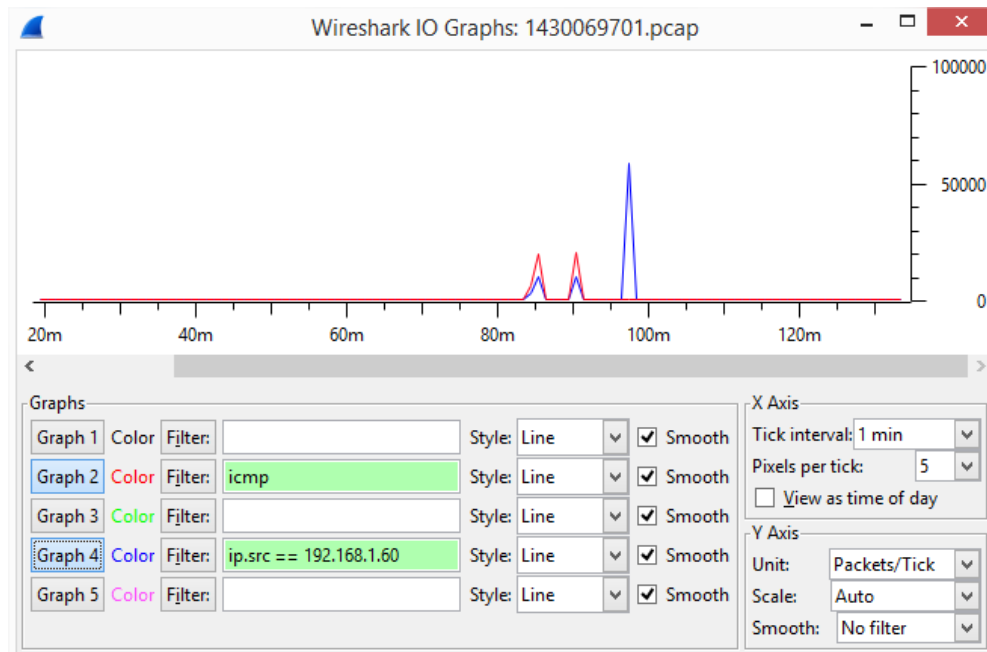 Wireshark IO Graphs: 1430069701.pcap
100000
50000
0
20m 40m 60m 80m 100m 120m
Graphs
Graph 1 Color Filter: Style: Line Smooth
Graph 2 Color Filter: icmp Style: Line Smooth
Graph 3 Color Filter: Style: Line Smooth
Graph 4 Color Filter: ip.src == 192.168.1.60 Style: Line Smooth
Graph 5 Color Filter: Style: Line Smooth
X Axis
Tick interval: 1 min
Pixels per tick: 5
View as time of day
Y Axis
Unit: Packets/Tick
Scale: Auto
Smooth: No filter